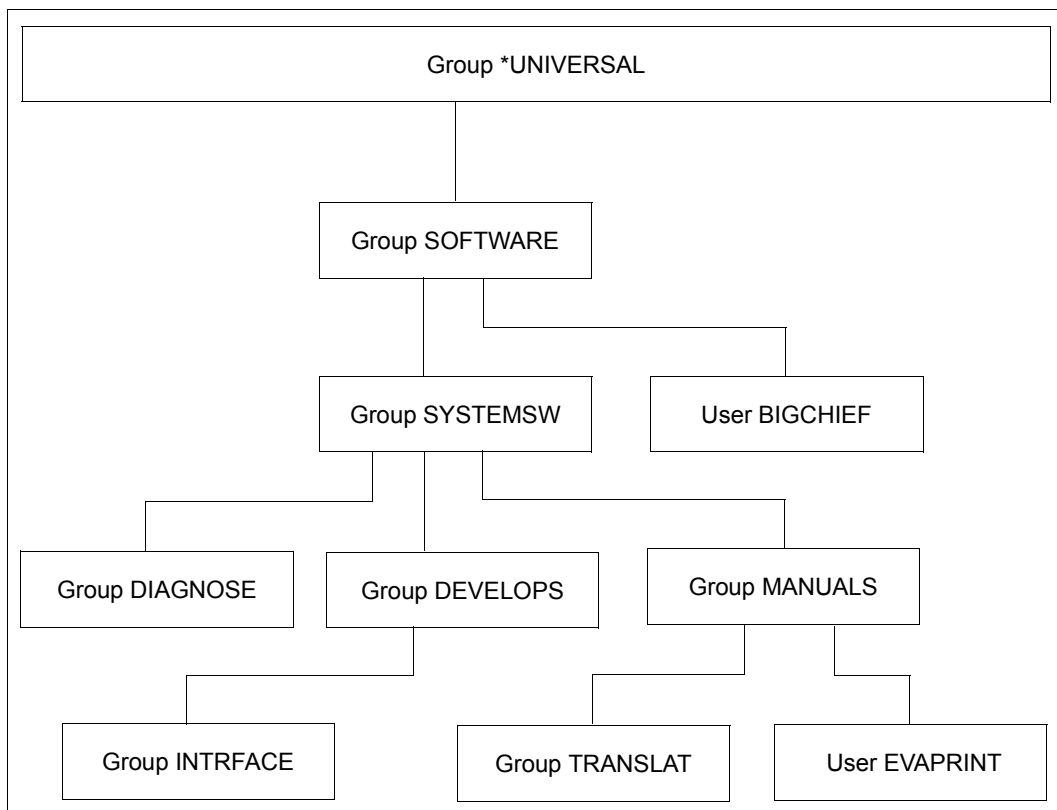 Group *UNIVERSAL
Group SOFTWARE
Group SYSTEMSW
User BIGCHIEF
Group DIAGNOSE
Group DEVELOPS
Group MANUALS
Group INTRFACE
Group TRANSLAT
User EVAPRINT